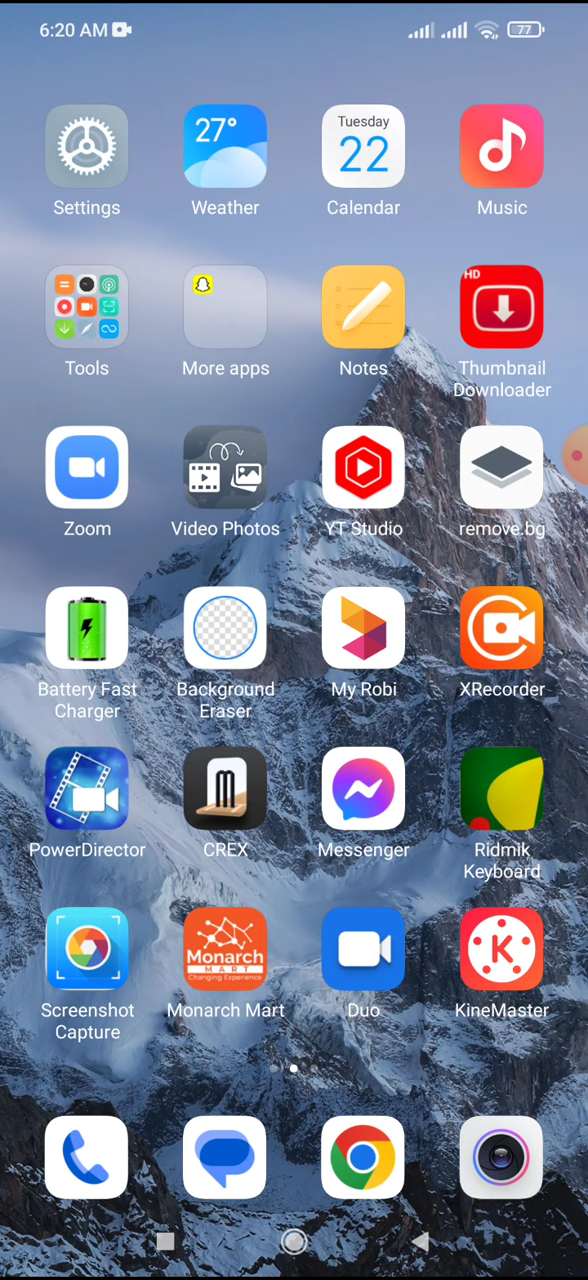 6:20 AM
77
27°
Tuesday
22
Settings
Weather
Calendar
Music
HD
Tools
More apps
Notes
Thumbnail
Downloader
Zoom
Video Photos
YT Studio
remove.bg
Battery Fast
Charger
Background
Eraser
My Robi
XRecorder
PowerDirector
CREX
Messenger
Ridmik
Keyboard
Monarch
MART
Changing Experience
K
Screenshot
Capture
Monarch Mart
Duo
KineMaster